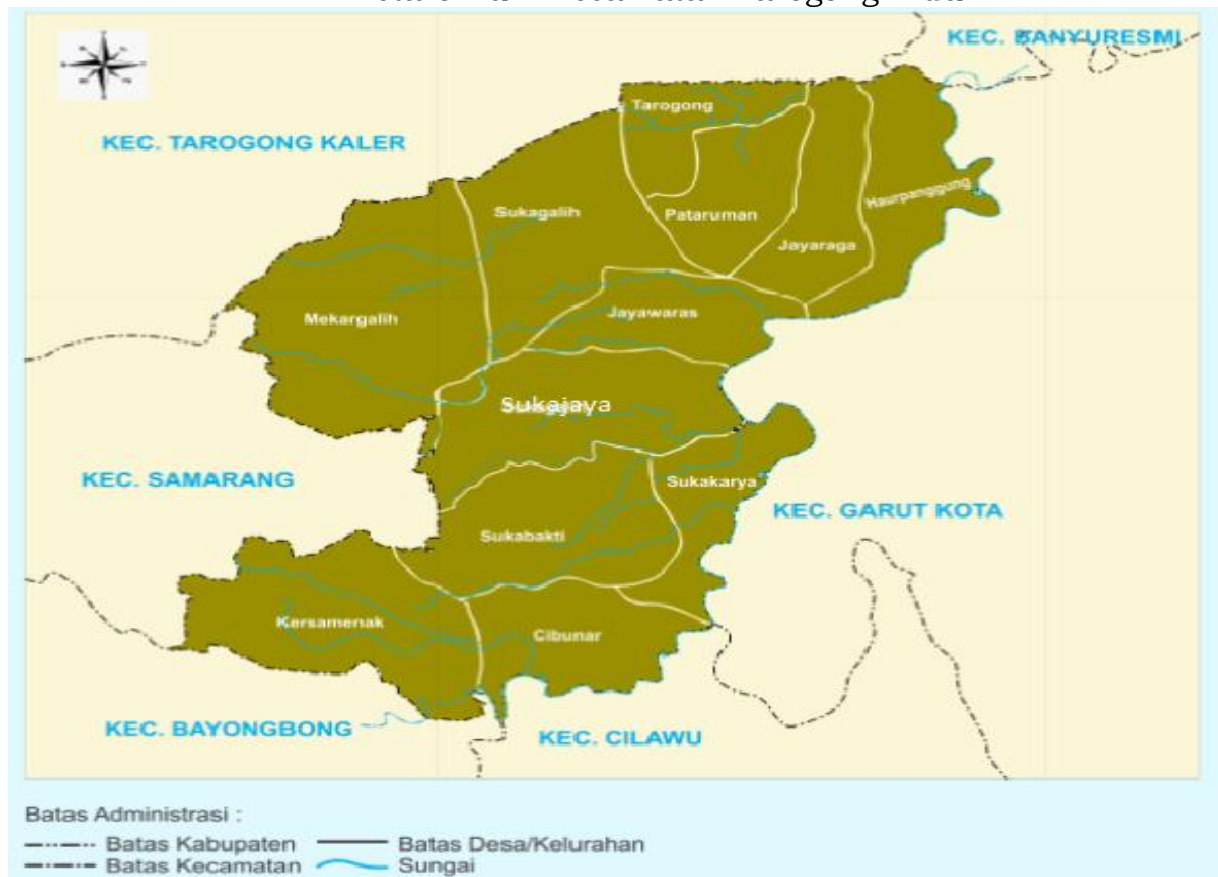 KEC. BANYURESMI
Tarogong
KEC. TAROGONG KALER
Haurpanggung
Sukagalih
Pataruman
Jayaraga
Mekargalih
Jayawaras
Sukajaya
KEC. SAMARANG
Sukakarya
KEC. GARUT KOTA
Sukabakti
Kersamenak
Cibunar
KEC. BAYONGBONG
KEC. CILAWU
Batas Administrasi :
Batas Kabupaten
Batas Desa/Kelurahan
Batas Kecamatan
Sungai